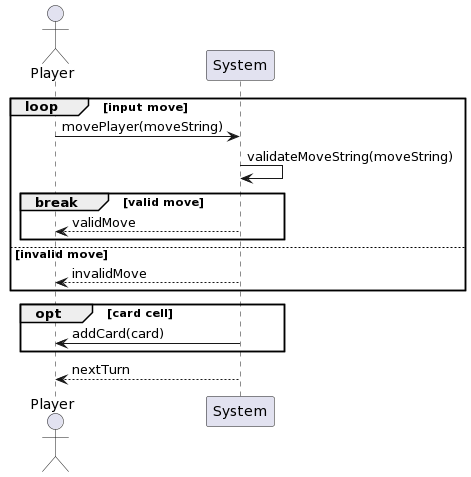 Player
System
loop [input move]
movePlayer(moveString)
validateMoveString(moveString)
break [valid move]
validMove
[invalid move]
invalidMove
opt [card cell]
addCard(card)
nextTurn
Player
System